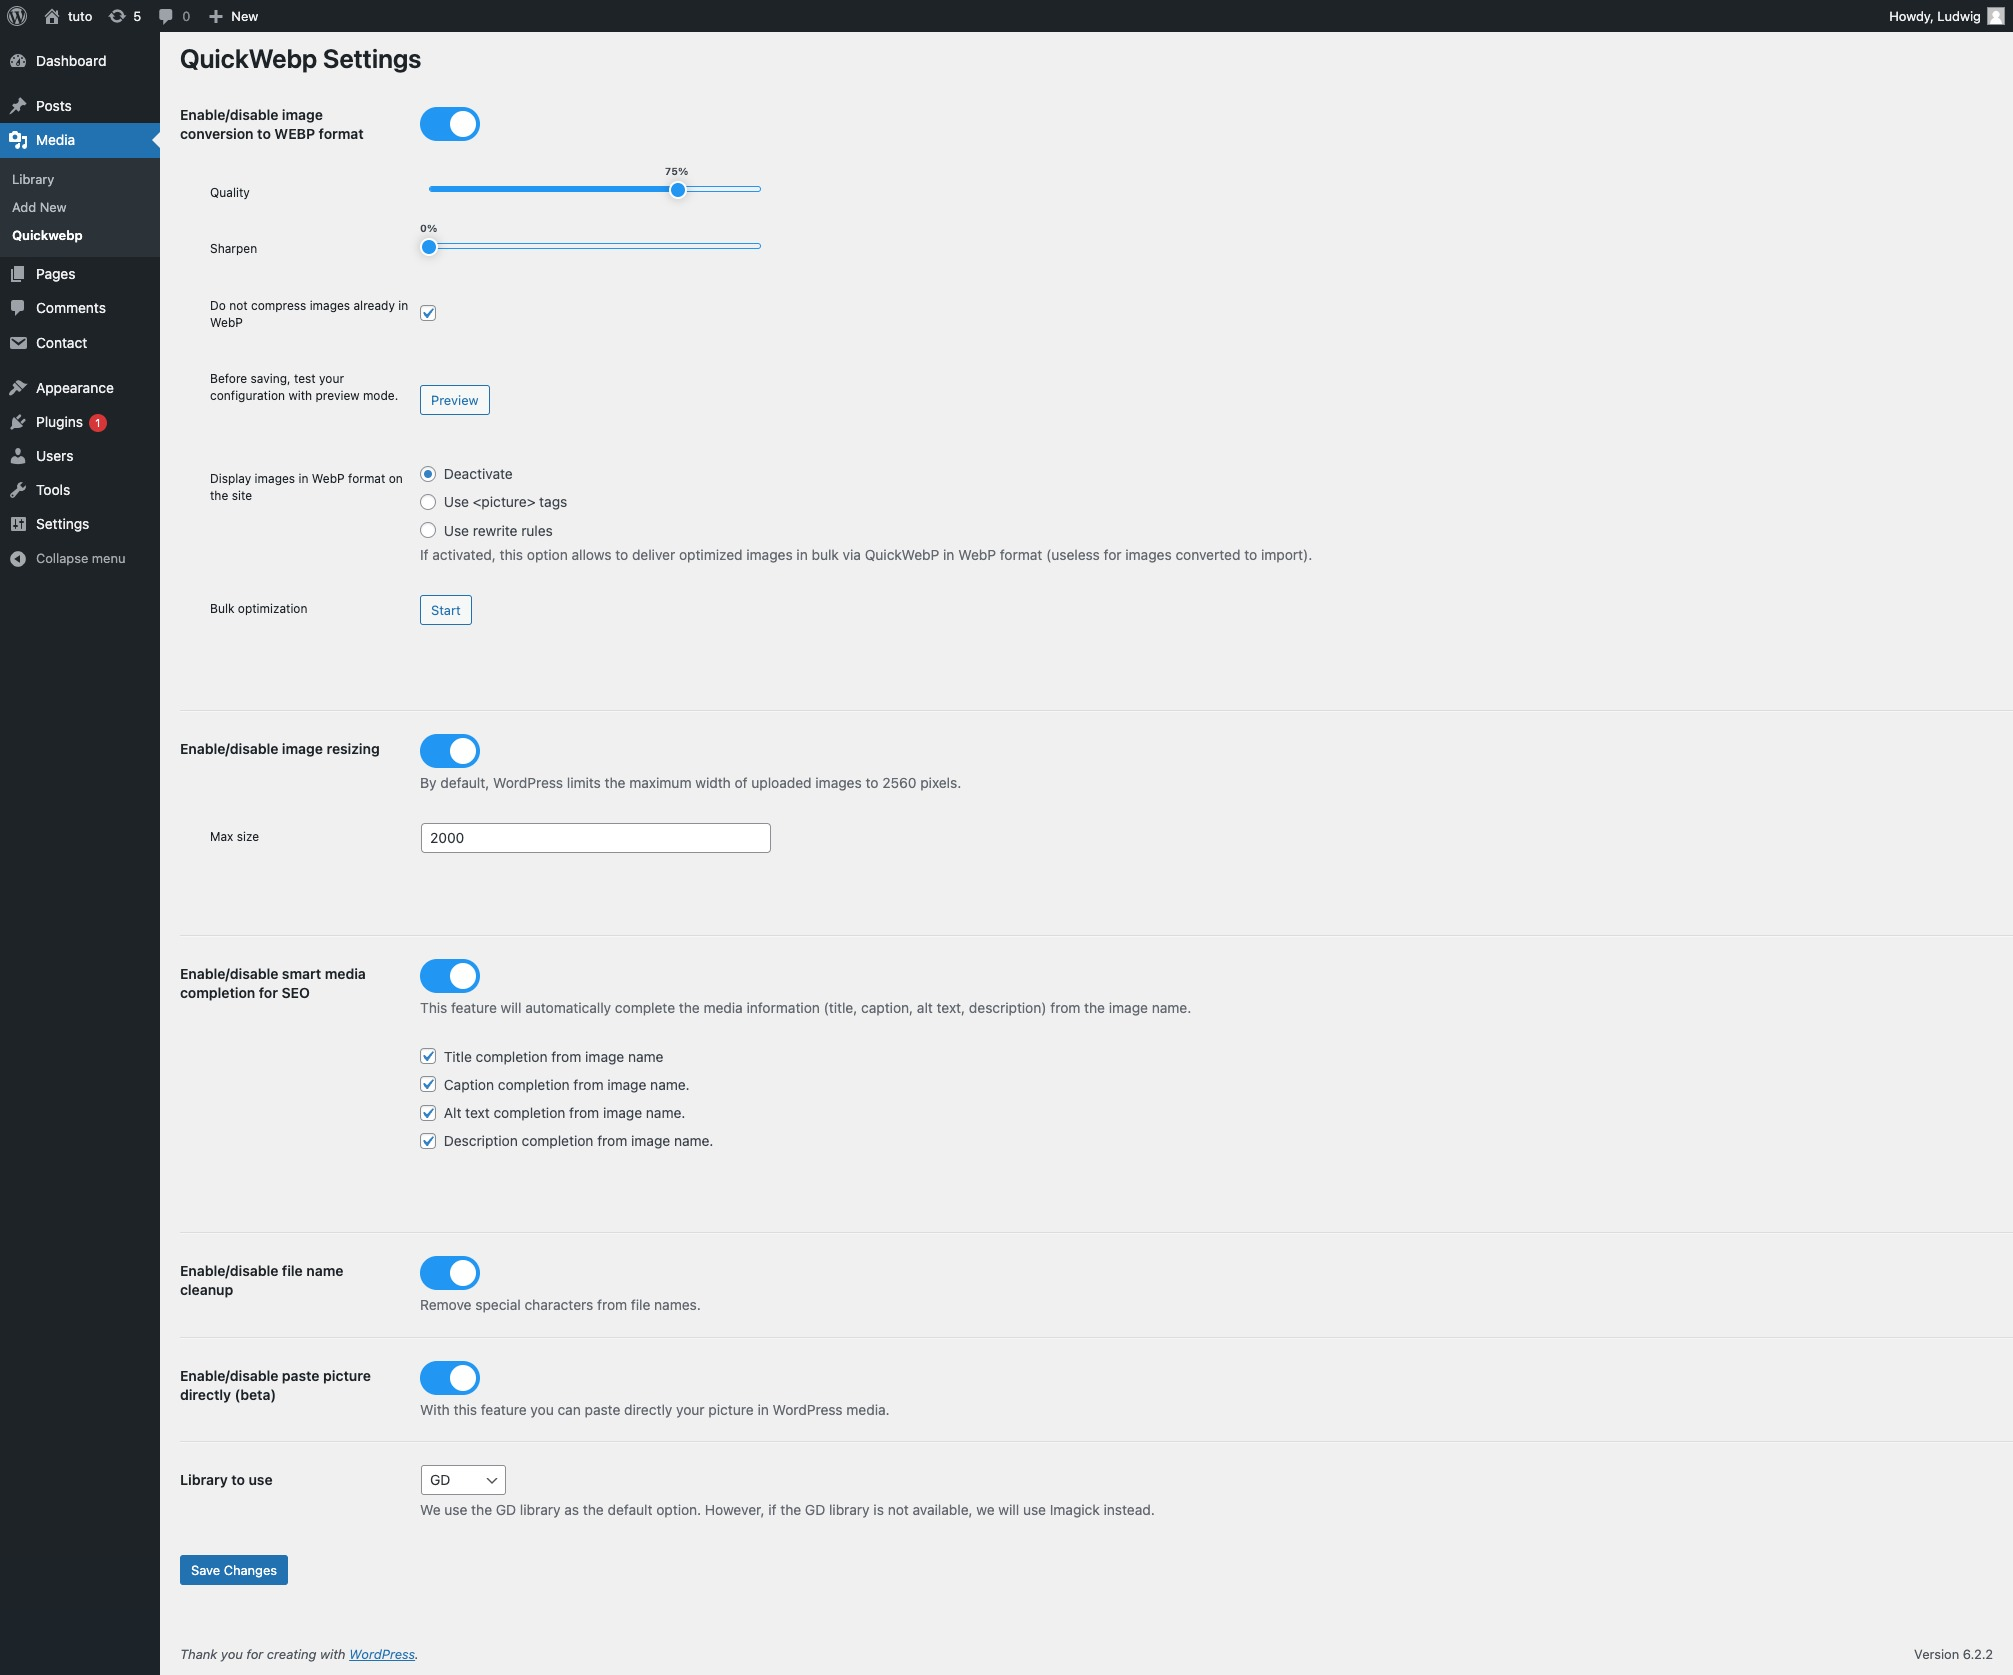 tuto
5
0
New
Howdy, Ludwig
Dashboard
Posts
Media
Library
Add New
Quickwebp
Pages
Comments
Contact
Appearance
Plugins 1
Users
Tools
Settings
Collapse menu
QuickWebp Settings
Enable/disable image
conversion to WEBP format
75%
Quality
0%
Sharpen
Do not compress images already in
WebP
Before saving, test your
configuration with preview mode.
Preview
Display images in WebP format on
the site
Deactivate
Use <picture> tags
Use rewrite rules
If activated, this option allows to deliver optimized images in bulk via QuickWebP in WebP format (useless for images converted to import).
Bulk optimization
Start
Enable/disable image resizing
By default, WordPress limits the maximum width of uploaded images to 2560 pixels.
Max size
2000
Enable/disable smart media
completion for SEO
This feature will automatically complete the media information (title, caption, alt text, description) from the image name.
Title completion from image name
Caption completion from image name.
Alt text completion from image name.
Description completion from image name.
Enable/disable file name
cleanup
Remove special characters from file names.
Enable/disable paste picture
directly (beta)
With this feature you can paste directly your picture in WordPress media.
Library to use
GD
We use the GD library as the default option. However, if the GD library is not available, we will use Imagick instead.
Save Changes
Thank you for creating with WordPress.
Version 6.2.2